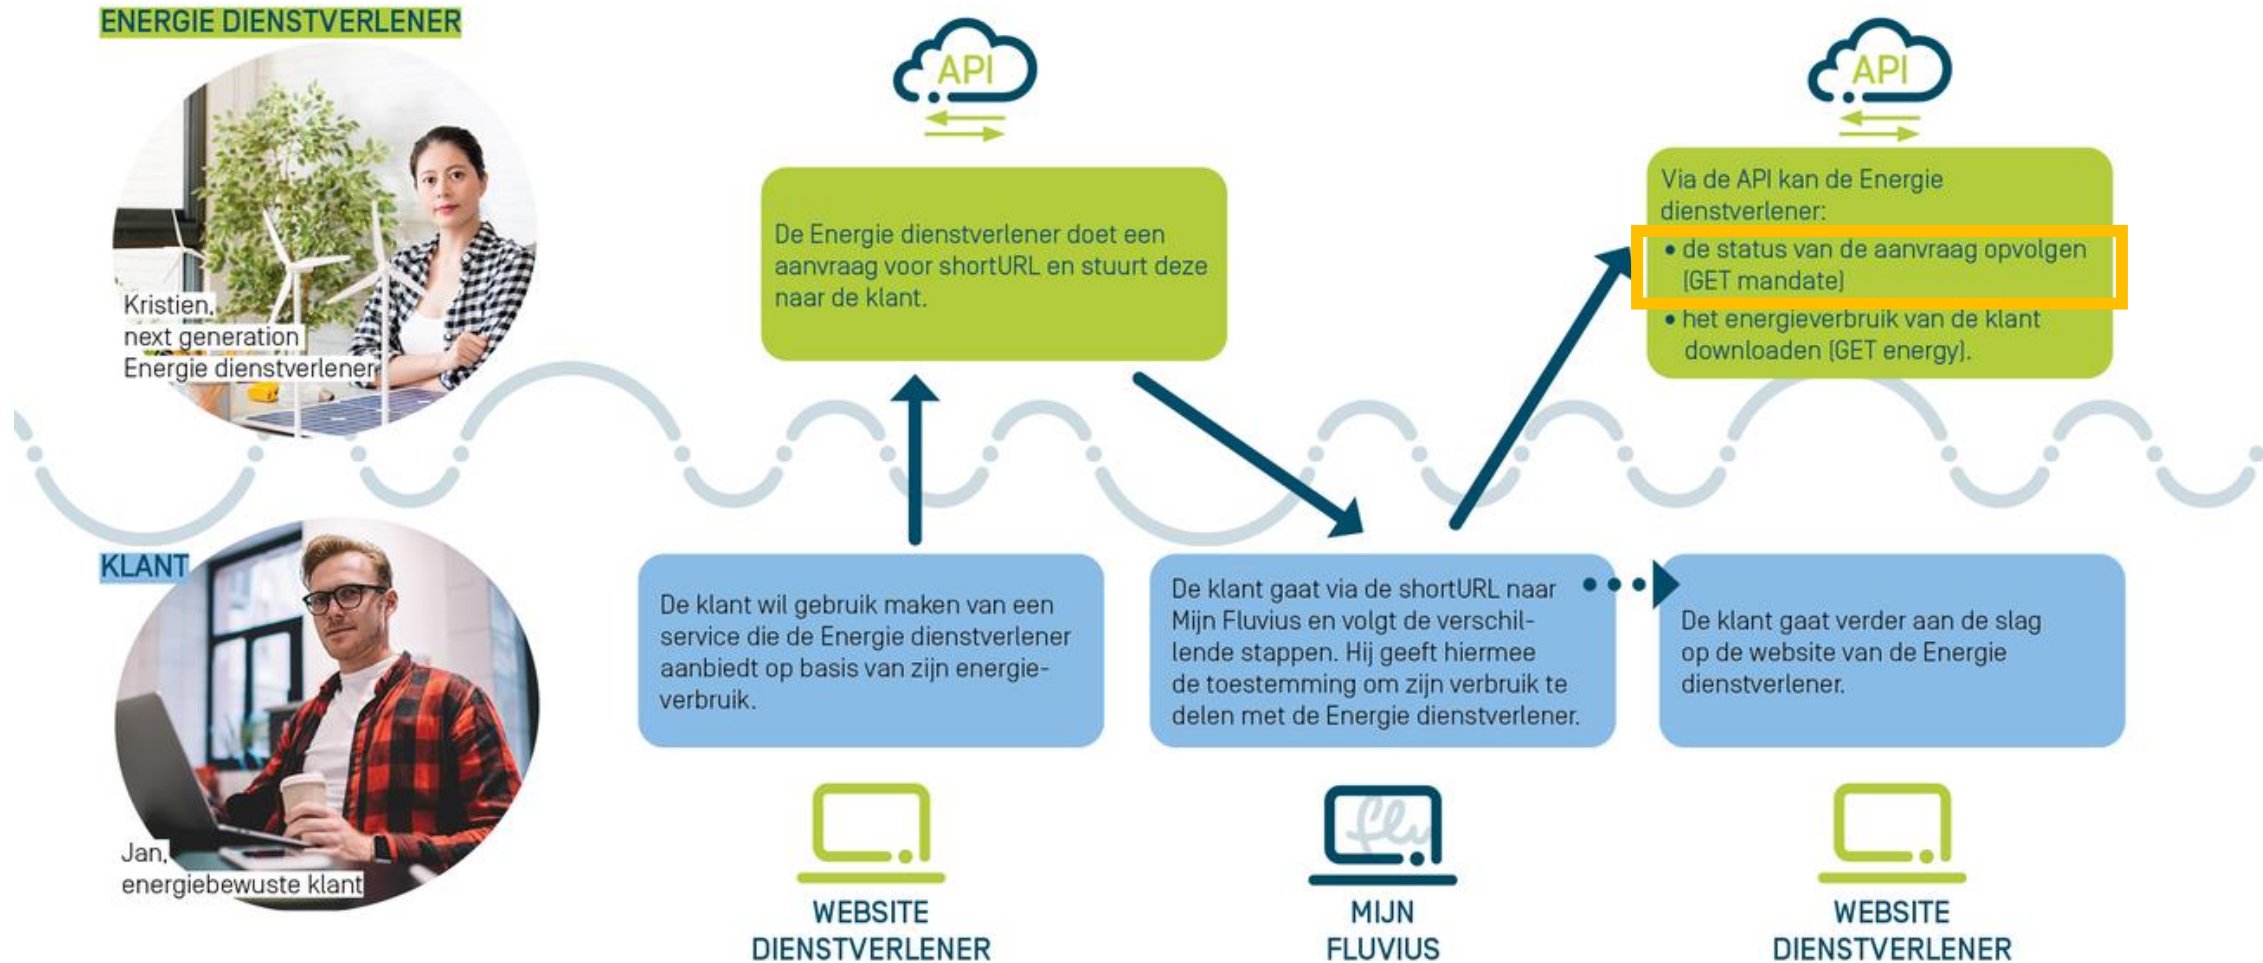 ENERGIE DIENSTVERLENER
Kristien,
next generation
Energie dienstverlener
API
De Energie dienstverlener doet een
aanvraag voor shortURL en stuurt deze
naar de klant.
API
Via de API kan de Energie
dienstverlener:
• de status van de aanvraag opvolgen
(GET mandate)
• het energieverbruik van de klant
downloaden (GET energy).
KLANT
Jan,
energiebewuste klant
De klant wil gebruik maken van een
service die de Energie dienstverlener
aanbiedt op basis van zijn energie-
verbruik.
De klant gaat via de shortURL naar
Mijn Fluvius en volgt de verschil-
lende stappen. Hij geeft hiermee
de toestemming om zijn verbruik te
delen met de Energie dienstverlener.
De klant gaat verder aan de slag
op de website van de Energie
dienstverlener.
WEBSITE
DIENSTVERLENER
flu
MIJN
FLUVIUS
WEBSITE
DIENSTVERLENER